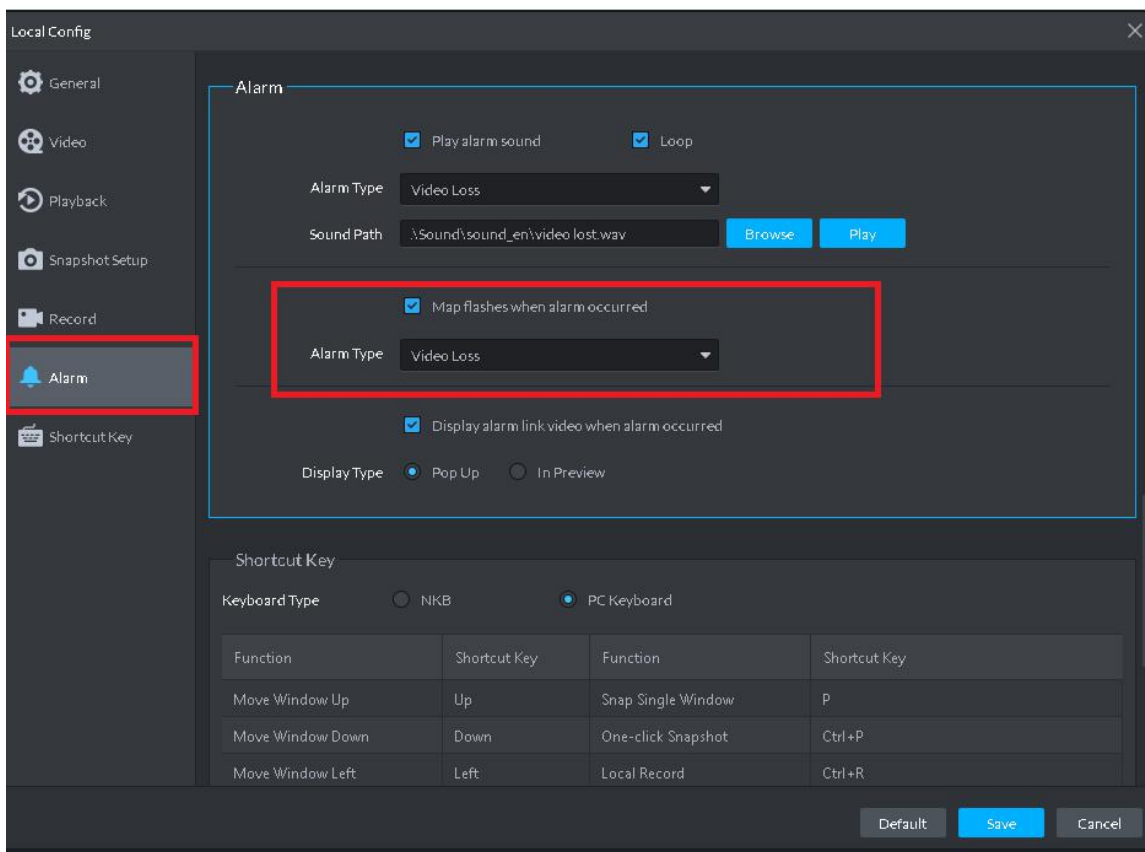 Local Config
General
Video
Playback
Snapshot Setup
Record
Alarm
Shortcut Key
Alarm
Play alarm sound Loop
Alarm Type Video Loss
Sound Path .\Sound\sound_en\video lost.wav Browse Play
Map flashes when alarm occurred
Alarm Type Video Loss
Display alarm link video when alarm occurred
Display Type Pop Up In Preview
Shortcut Key
Keyboard Type NKB PC Keyboard
Function Shortcut Key Function Shortcut Key
Move Window Up Up Snap Single Window P
Move Window Down Down One-click Snapshot Ctrl+P
Move Window Left Left Local Record Ctrl+R
Default Save Cancel